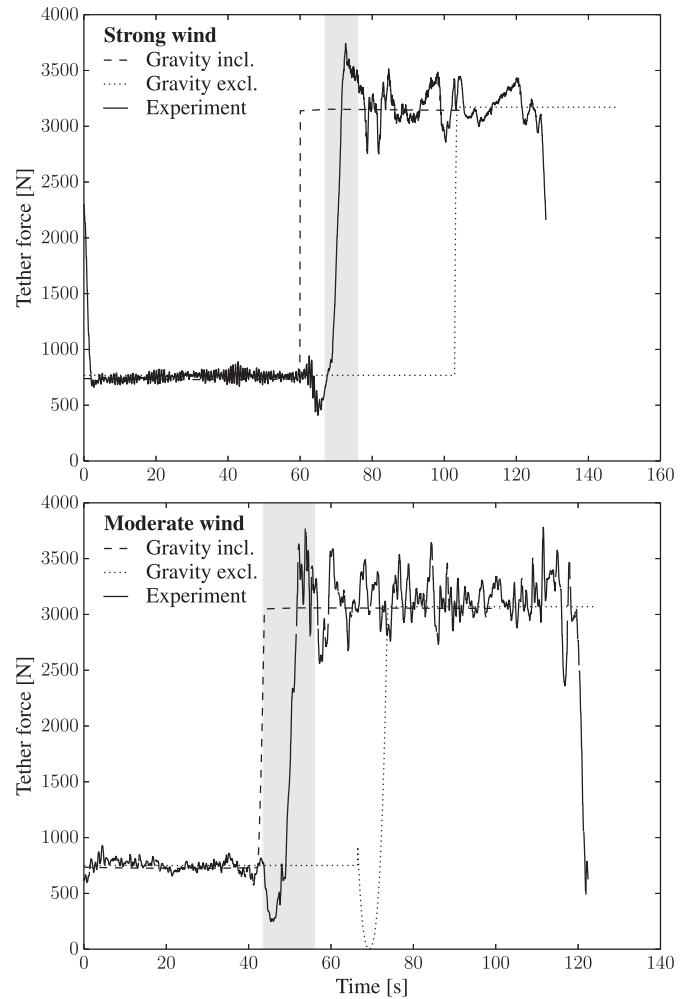 4000
3500
3000
2500
2000
1500
1000
500
0
Tether force [N]
Strong wind
Gravity incl.
Gravity excl.
Experiment
0 20 40 60 80 100 120 140 160
4000
3500
3000
2500
2000
1500
1000
500
0
Tether force [N]
Moderate wind
Gravity incl.
Gravity excl.
Experiment
0 20 40 60 80 100 120 140
Time [s]